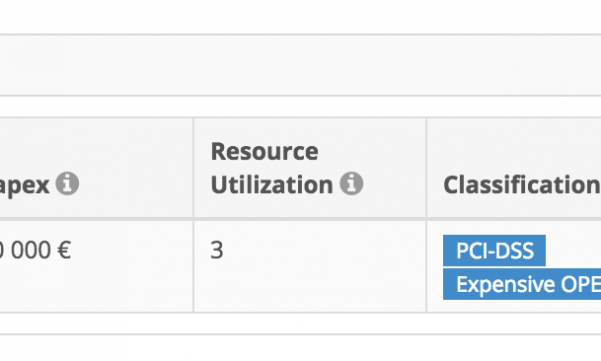 Resource
apex Utilization Classification
0 000 € 3 PCI-DSS
Expensive OPE